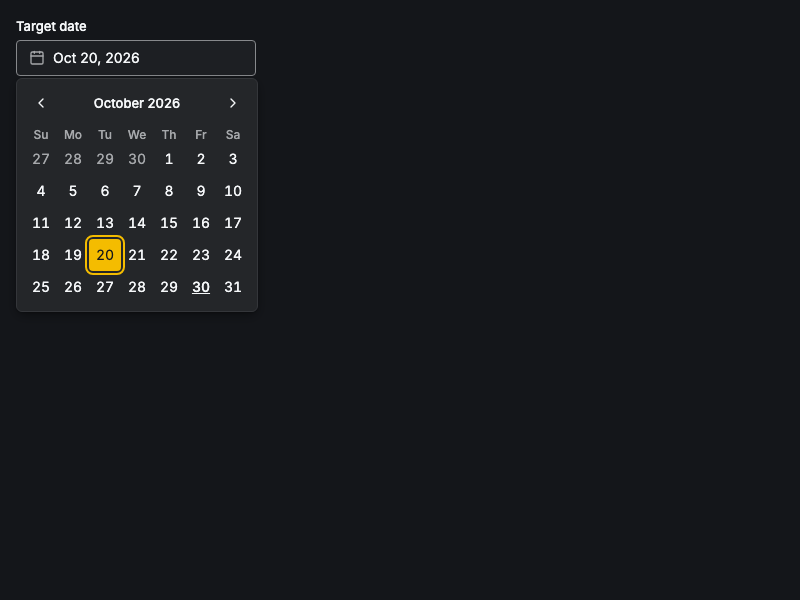 Target date
Oct 20, 2026
October 2026
Su Mo Tu We Th Fr Sa
27 28 29 30 1 2 3
4 5 6 7 8 9 10
11 12 13 14 15 16 17
18 19 20 21 22 23 24
25 26 27 28 29 30 31